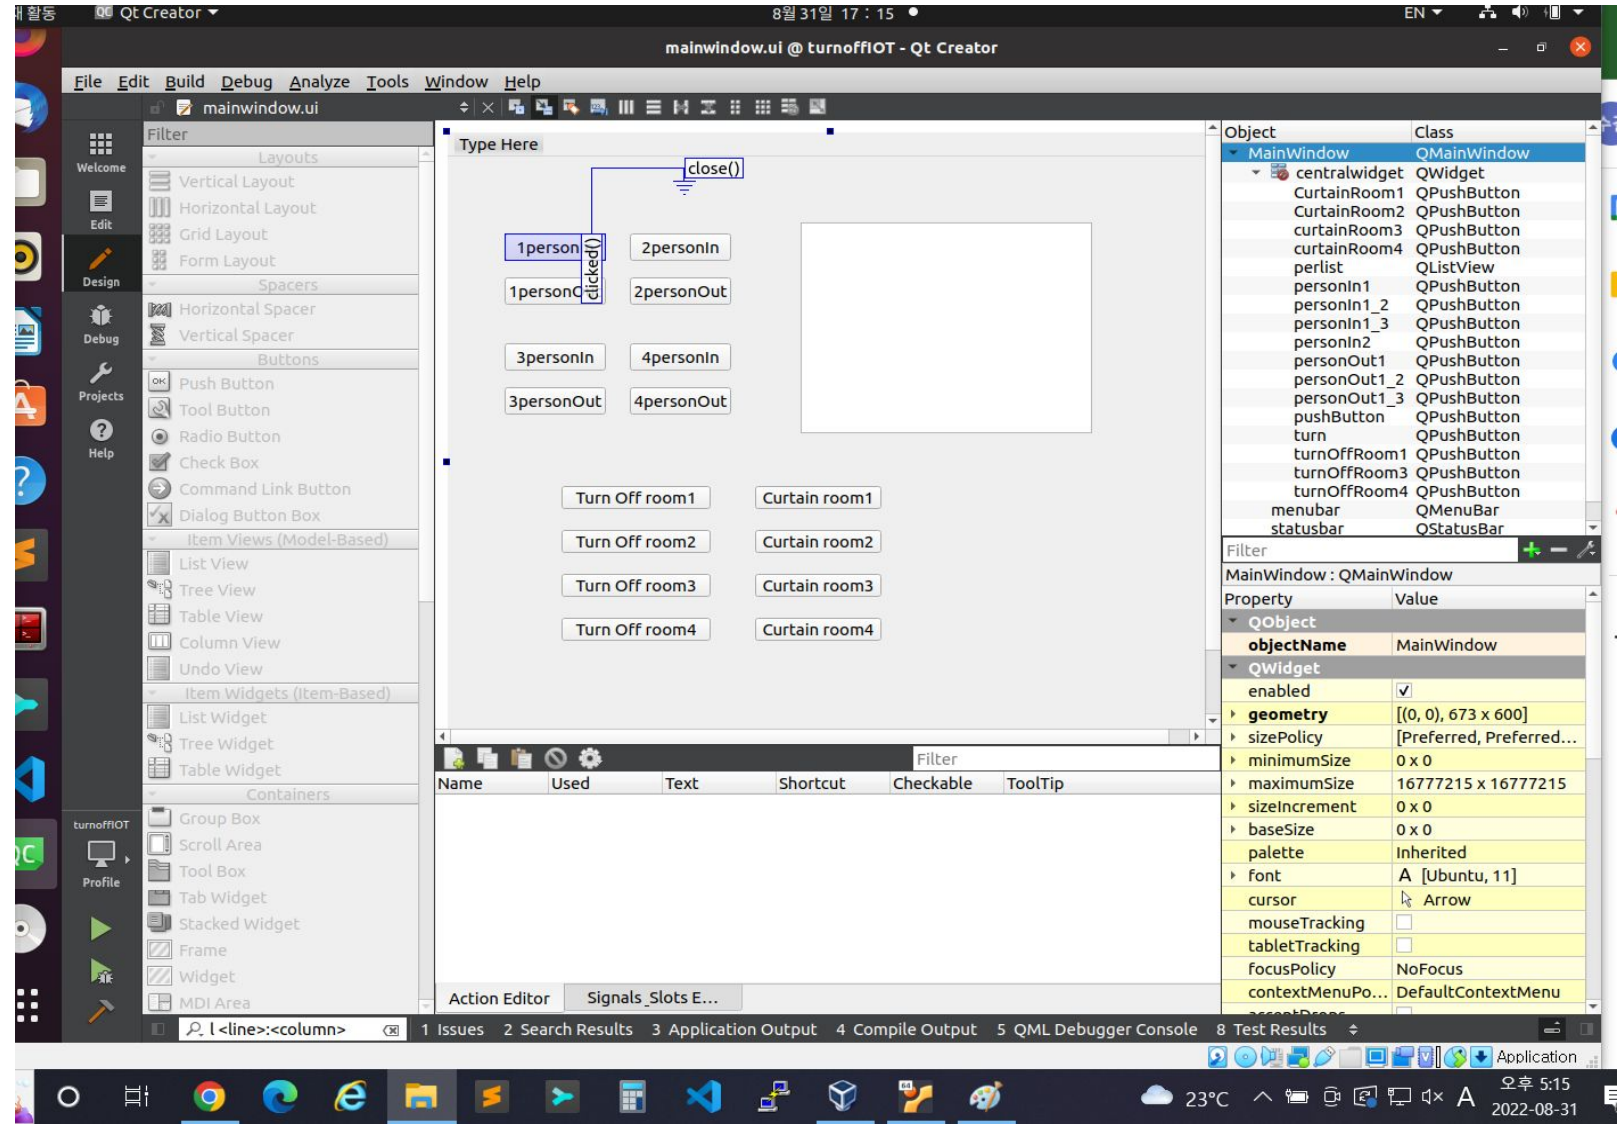 활동 Qt Creator 8월 31일 17 : 15 EN
mainwindow.ui @ turnoffIOT - Qt Creator
File Edit Build Debug Analyze Tools Window Help
mainwindow.ui
Welcome
Edit
Design
Debug
Projects
Help
turnoffIOT
Profile
Filter
Layouts
Vertical Layout
Horizontal Layout
Grid Layout
Form Layout
Spacers
Horizontal Spacer
Vertical Spacer
Buttons
OK Push Button
Tool Button
Radio Button
Check Box
Command Link Button
Dialog Button Box
Item Views (Model-Based)
List View
Tree View
Table View
Column View
Undo View
Item Widgets (Item-Based)
List Widget
Tree Widget
Table Widget
Containers
Group Box
Scroll Area
Tool Box
Tab Widget
Stacked Widget
Frame
Widget
MDI Area
Type Here
close()
clicked()
1person 2personIn
1personO 2personOut
3personIn 4personIn
3personOut 4personOut
Turn Off room1 Curtain room1
Turn Off room2 Curtain room2
Turn Off room3 Curtain room3
Turn Off room4 Curtain room4
Filter
Name Used Text Shortcut Checkable ToolTip
Action Editor Signals_Slots E...
Object Class
MainWindow QMainWindow
centralwidget QWidget
CurtainRoom1 QPushButton
CurtainRoom2 QPushButton
curtainRoom3 QPushButton
curtainRoom4 QPushButton
perlist QListView
personIn1 QPushButton
personIn1_2 QPushButton
personIn1_3 QPushButton
personIn2 QPushButton
personOut1 QPushButton
personOut1_2 QPushButton
personOut1_3 QPushButton
pushButton QPushButton
turn QPushButton
turnOffRoom1 QPushButton
turnOffRoom3 QPushButton
turnOffRoom4 QPushButton
menubar QMenuBar
statusbar QStatusBar
Filter
MainWindow : QMainWindow
Property Value
QObject
objectName MainWindow
QWidget
enabled
geometry [(0, 0), 673 x 600]
sizePolicy [Preferred, Preferred...
minimumSize 0 x 0
maximumSize 16777215 x 16777215
sizeIncrement 0 x 0
baseSize 0 x 0
palette Inherited
font A [Ubuntu, 11]
cursor Arrow
mouseTracking
tabletTracking
focusPolicy NoFocus
contextMenuPo... DefaultContextMenu
acceptDrops
l <line>:<column> 1 Issues 2 Search Results 3 Application Output 4 Compile Output 5 QML Debugger Console 8 Test Results
Application
23°C A 오후 5:15
2022-08-31